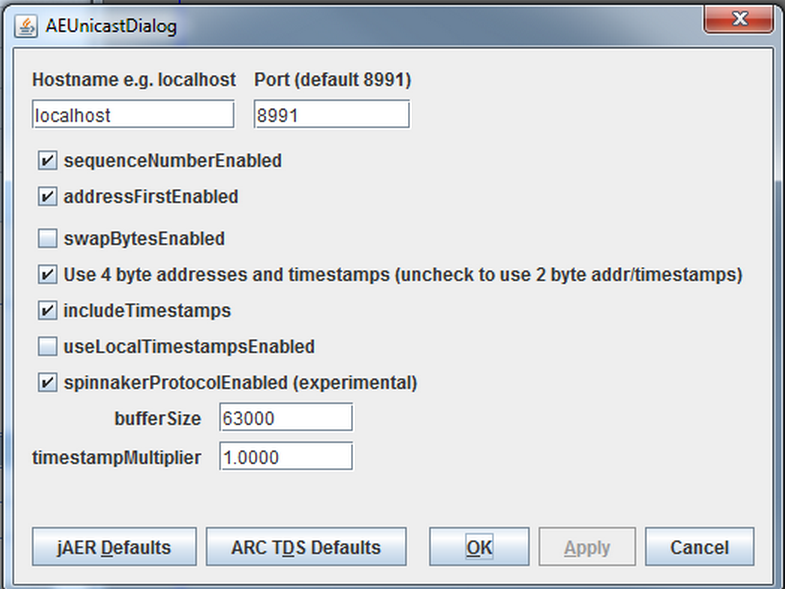 AEUnicastDialog
Hostname e.g. localhost Port (default 8991)
localhost 8991
sequenceNumberEnabled
addressFirstEnabled
swapBytesEnabled
Use 4 byte addresses and timestamps (uncheck to use 2 byte addr/timestamps)
includeTimestamps
useLocalTimestampsEnabled
spinnakerProtocolEnabled (experimental)
bufferSize 63000
timestampMultiplier 1.0000
jAER Defaults ARC TDS Defaults OK Apply Cancel